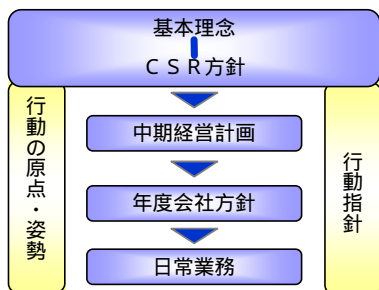 基本理念
ＣＳＲ方針
行動の原点・姿勢
中期経営計画
年度会社方針
日常業務
行動指針